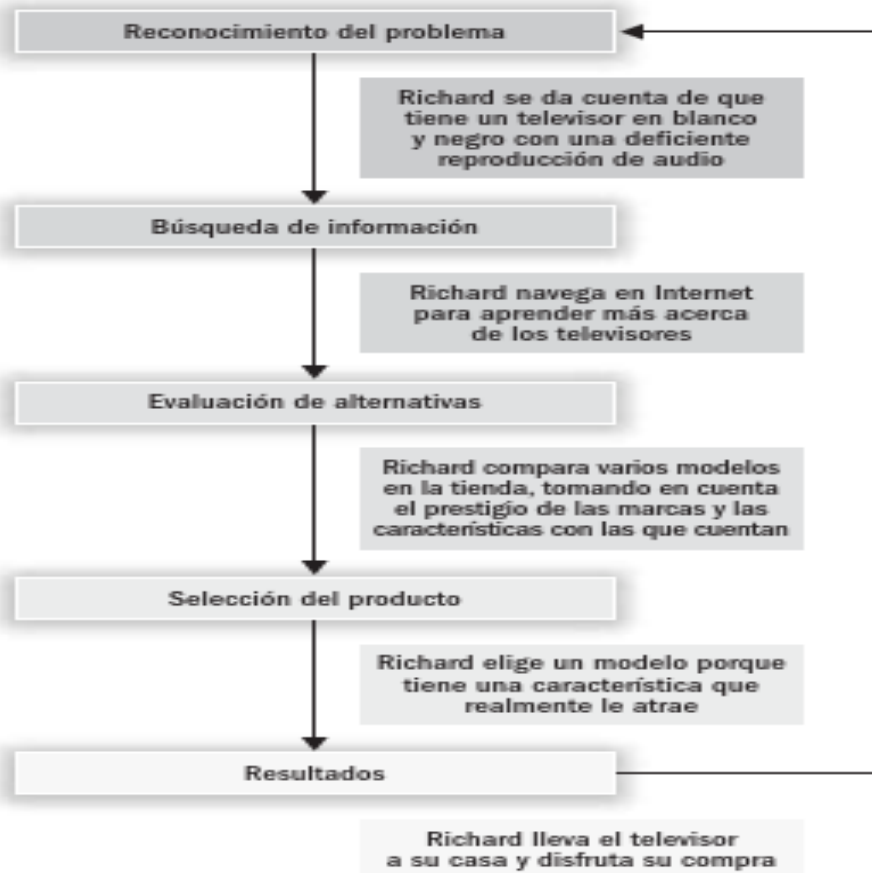 Reconocimiento del problema
Richard se da cuenta de que
tiene un televisor en blanco
y negro con una deficiente
reproducción de audio
Búsqueda de información
Richard navega en Internet
para aprender más acerca
de los televisores
Evaluación de alternativas
Richard compara varios modelos
en la tienda, tomando en cuenta
el prestigio de las marcas y las
características con las que cuentan
Selección del producto
Richard elige un modelo porque
tiene una característica que
realmente le atrae
Resultados
Richard lleva el televisor
a su casa y disfruta su compra